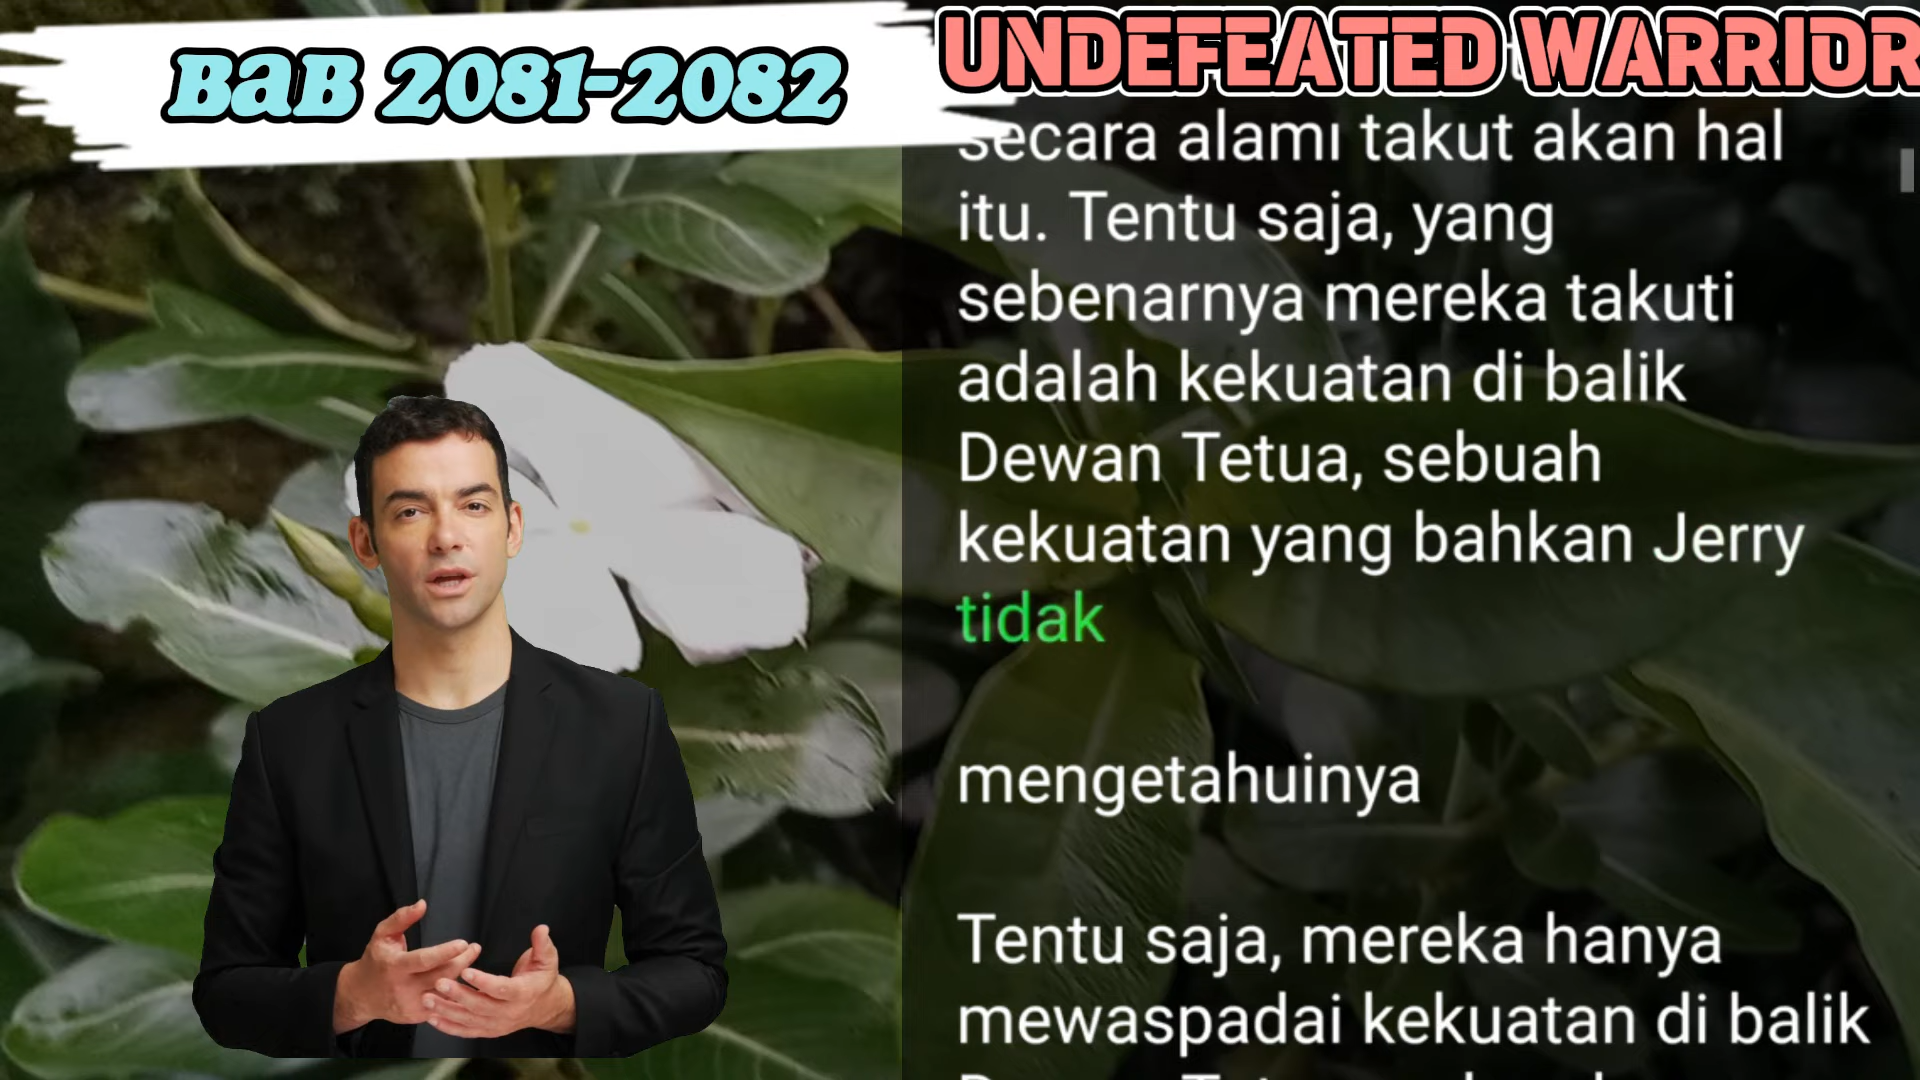 BaB 2081-2082
UNDEFEATED WARRIOR
secara alami takut akan hal
itu. Tentu saja, yang
sebenarnya mereka takuti
adalah kekuatan di balik
Dewan Tetua, sebuah
kekuatan yang bahkan Jerry
tidak
mengetahuinya
Tentu saja, mereka hanya
mewaspadai kekuatan di balik